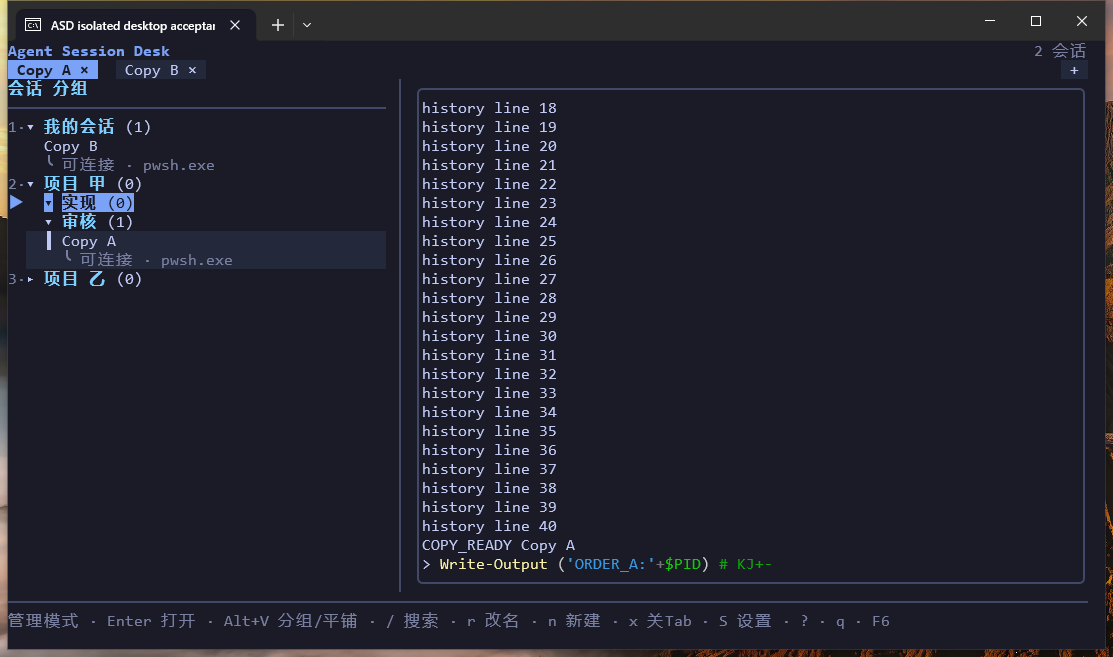 ASD isolated desktop acceptar
Agent Session Desk
2 会话
Copy A ×
Copy B ×
+
会话 分组
1·▾ 我的会话 (1)
Copy B
╰ 可连接 · pwsh.exe
2·▾ 项目 甲 (0)
▶ ▾ 实现 (0)
▾ 审核 (1)
Copy A
╰ 可连接 · pwsh.exe
3·▸ 项目 乙 (0)
history line 18
history line 19
history line 20
history line 21
history line 22
history line 23
history line 24
history line 25
history line 26
history line 27
history line 28
history line 29
history line 30
history line 31
history line 32
history line 33
history line 34
history line 35
history line 36
history line 37
history line 38
history line 39
history line 40
COPY_READY Copy A
> Write-Output ('ORDER_A:'+$PID) # KJ+-
管理模式 · Enter 打开 · Alt+V 分组/平铺 · / 搜索 · r 改名 · n 新建 · x 关Tab · S 设置 · ? · q · F6